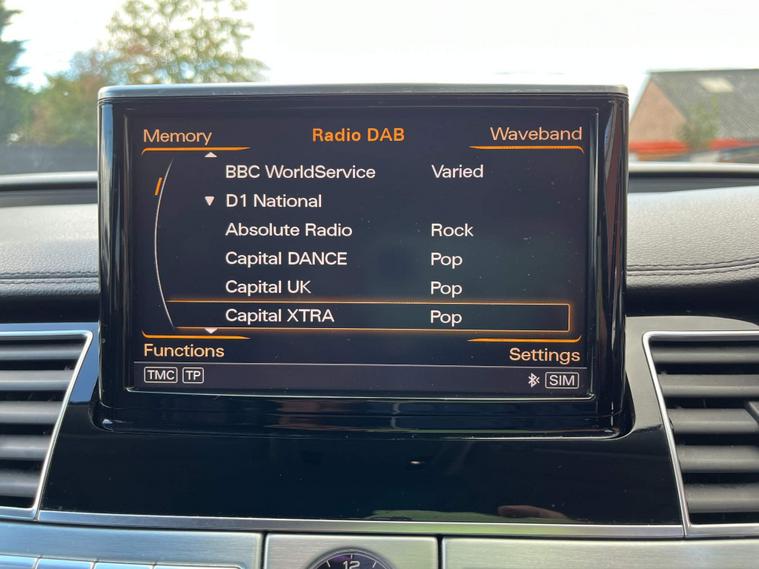 Memory Radio DAB Waveband
BBC WorldService Varied
D1 National
Absolute Radio Rock
Capital DANCE Pop
Capital UK Pop
Capital XTRA Pop
Functions Settings
TMC TP SIM
12